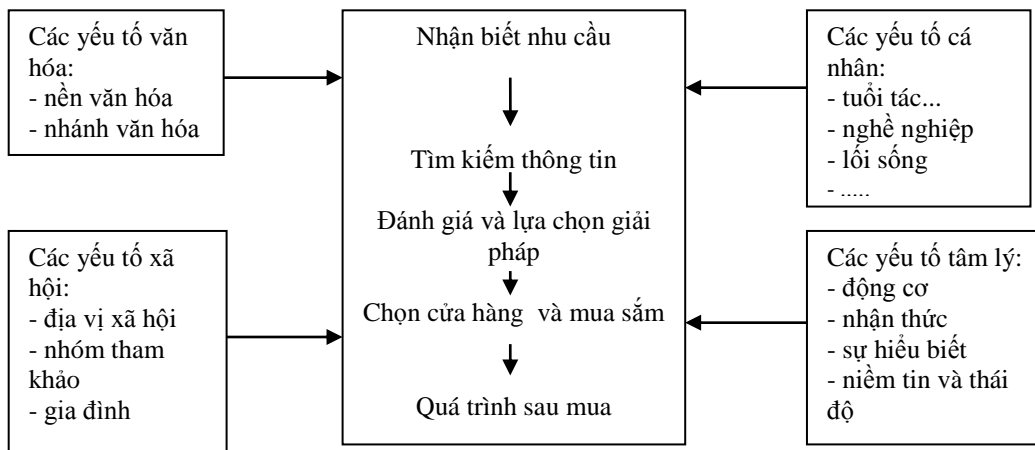 Các yếu tố văn
hóa:
- nền văn hóa
- nhánh văn hóa
Các yếu tố xã
hội:
- địa vị xã hội
- nhóm tham
khảo
- gia đình
Nhận biết nhu cầu
Tìm kiếm thông tin
Đánh giá và lựa chọn giải
pháp
Chọn cửa hàng và mua sắm
Quá trình sau mua
Các yếu tố cá
nhân:
- tuổi tác...
- nghề nghiệp
- lối sống
- .....
Các yếu tố tâm lý:
- động cơ
- nhận thức
- sự hiểu biết
- niềm tin và thái
độ